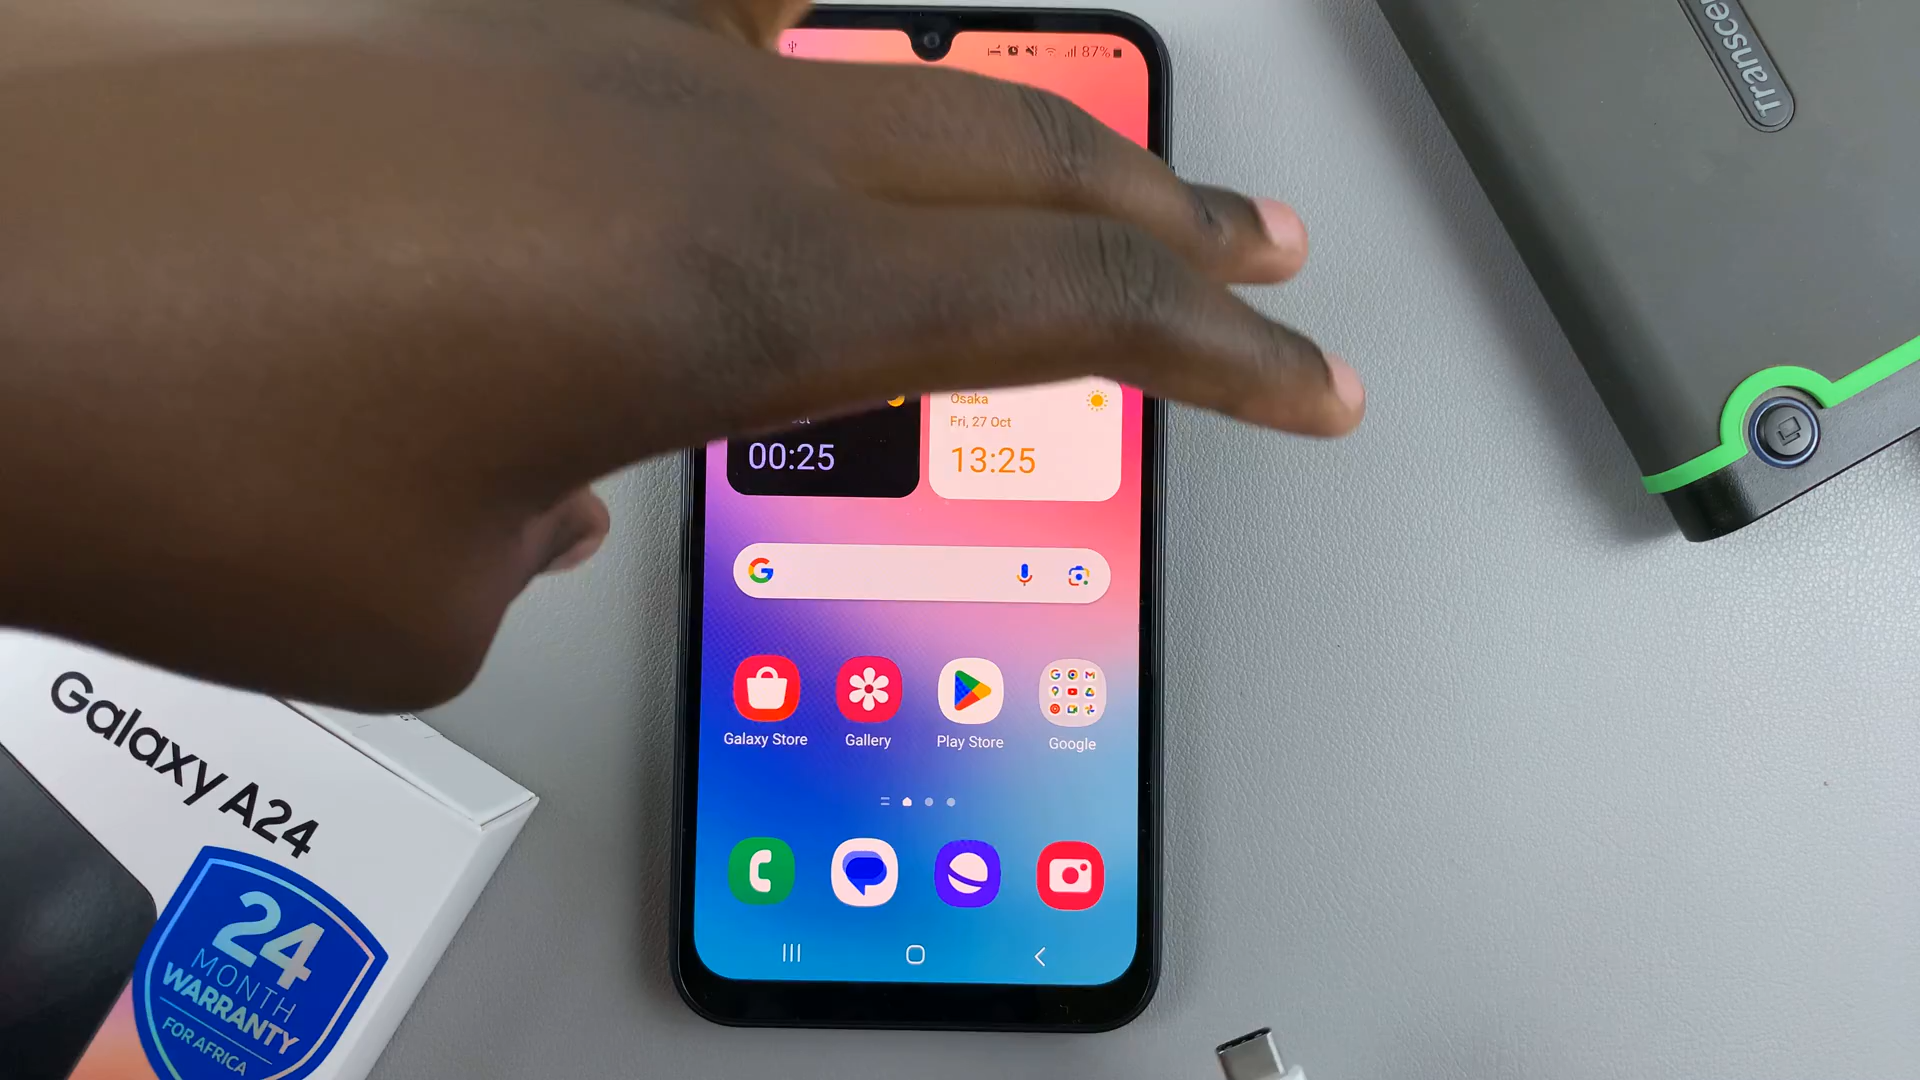 87%
Transcen
Osaka
Fri, 27 Oct
00:25
13:25
Galaxy Store
Gallery
Play Store
Google
Galaxy A24
24
MONTH
WARRANTY
FOR AFRICA